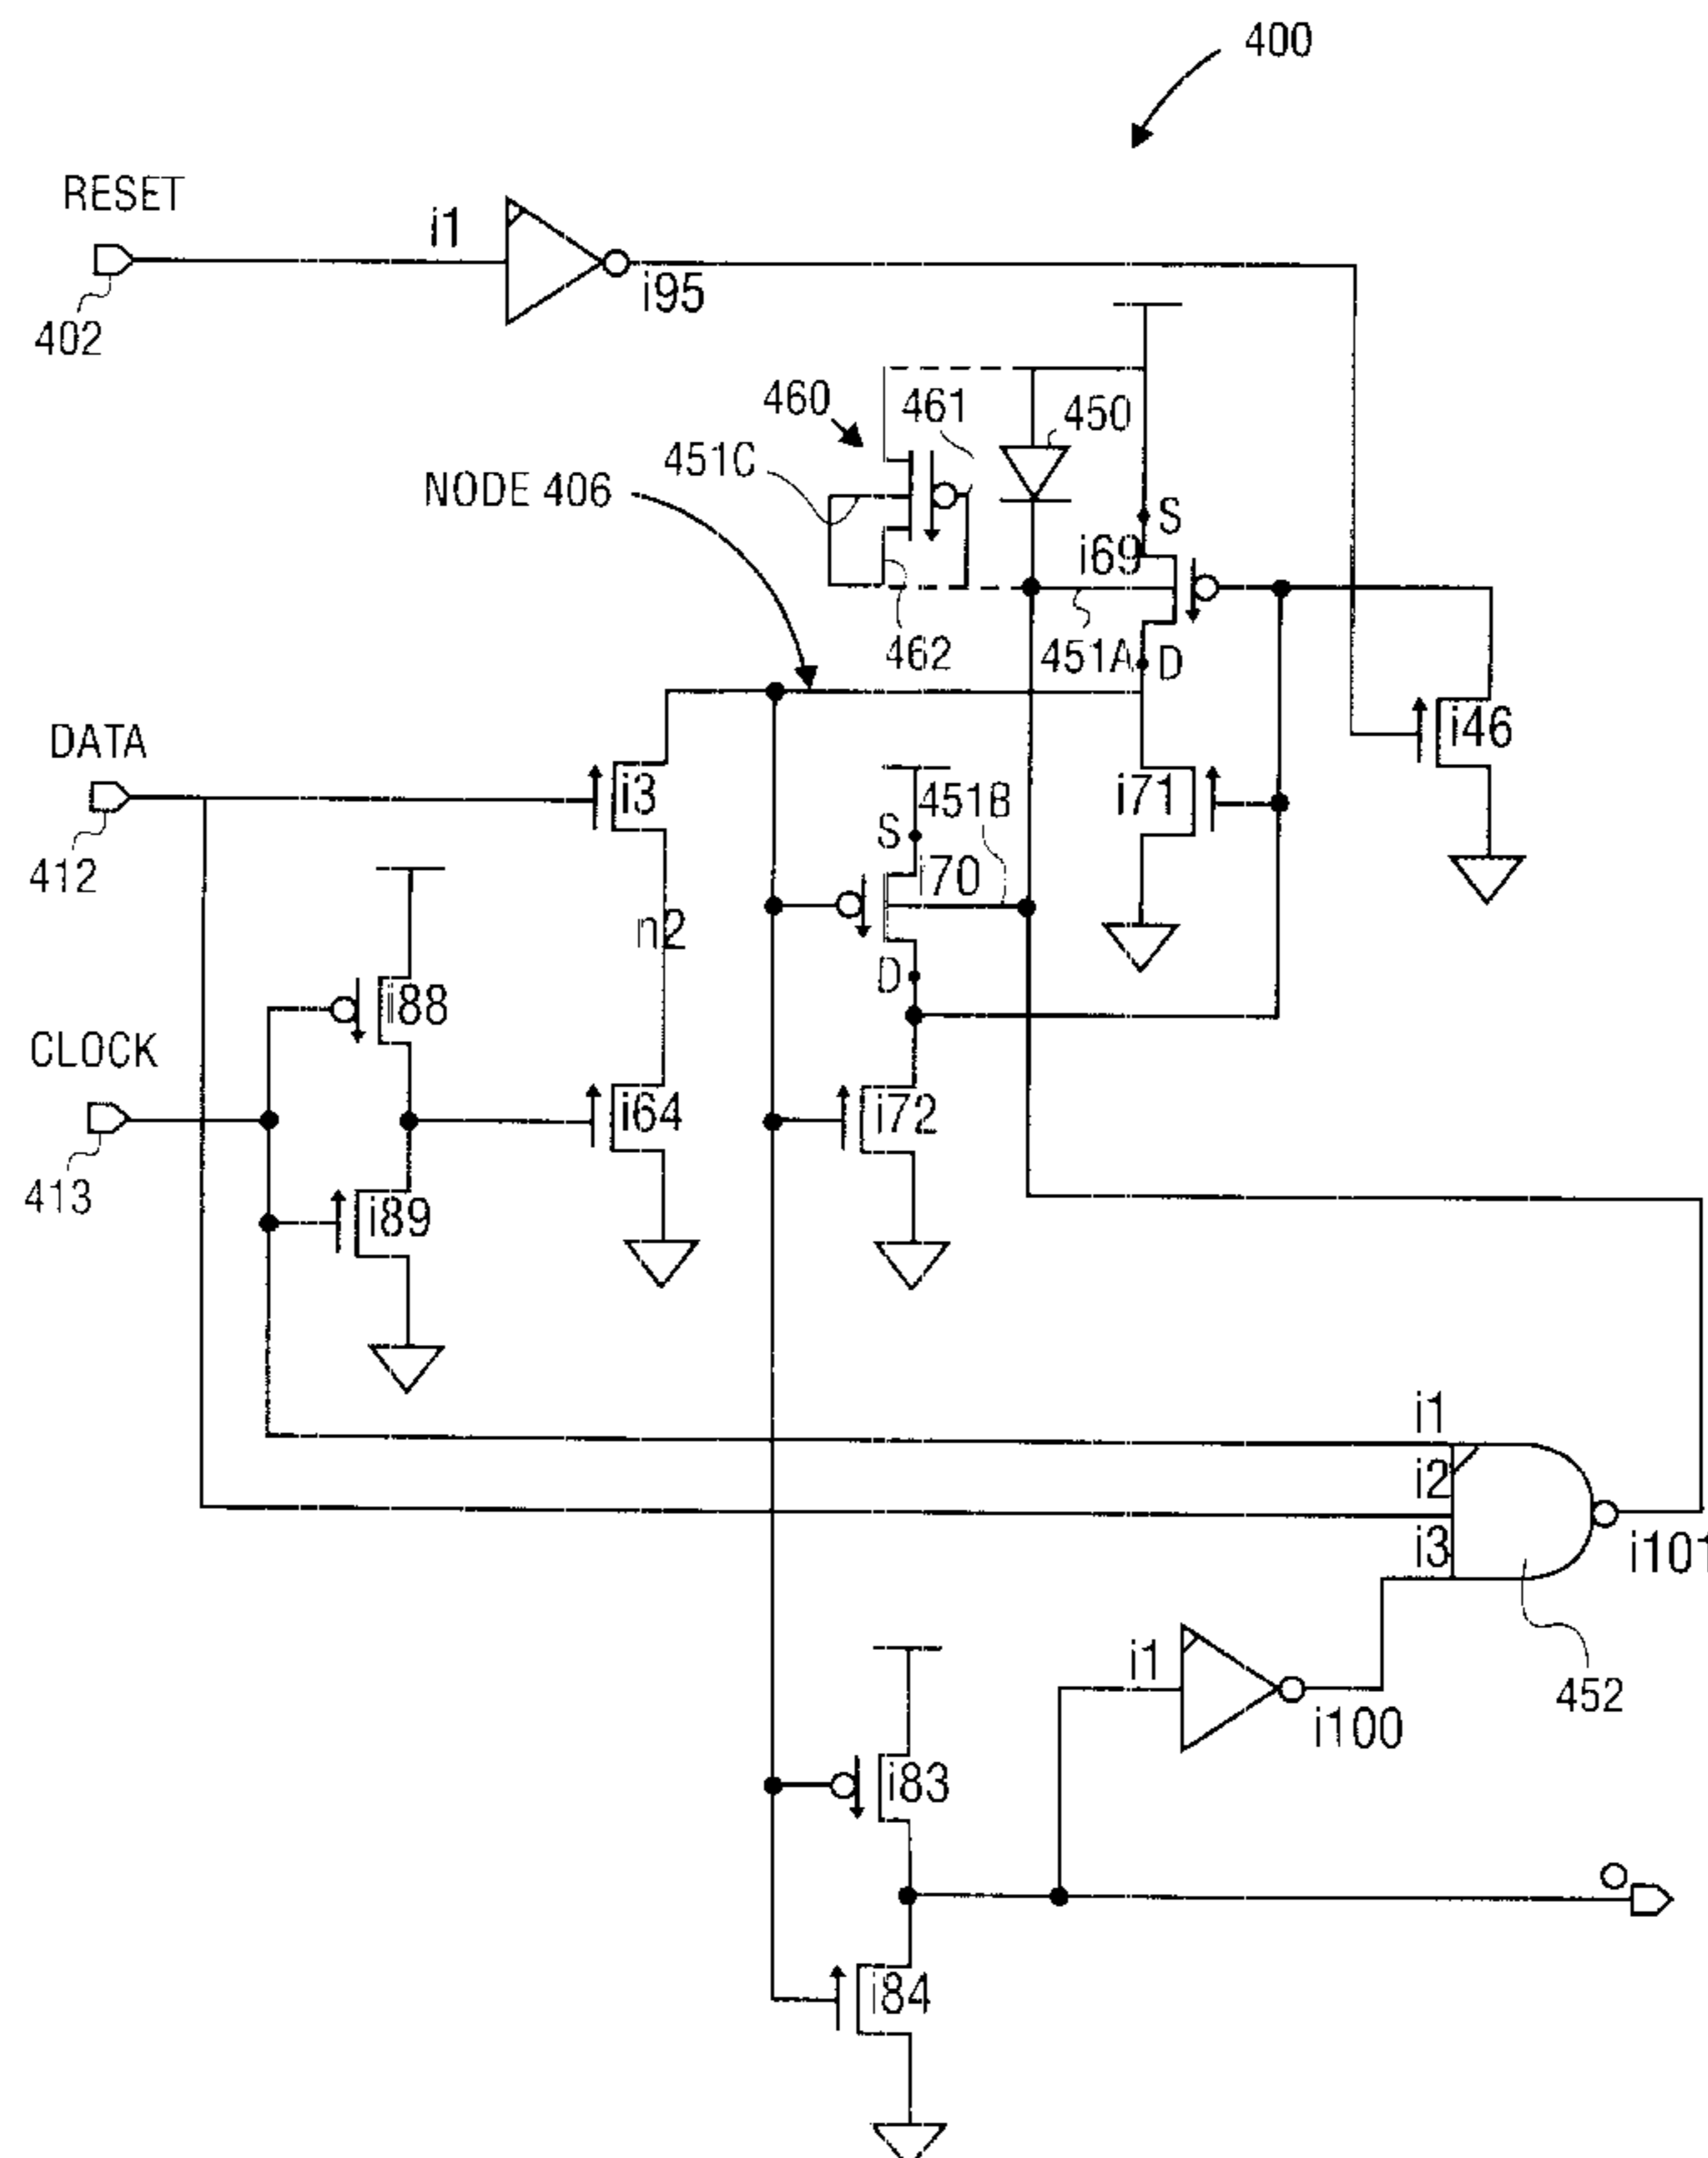 400
RESET
i1
i95
402
460
461
450
451C
NODE 406
S
i69
462
451A
D
DATA
i3
i46
i71
451B
S
412
i70
n2
D
i88
CLOCK
i64
i72
413
i89
i1
i2
i3
i101
i1
452
i100
i83
o
i84